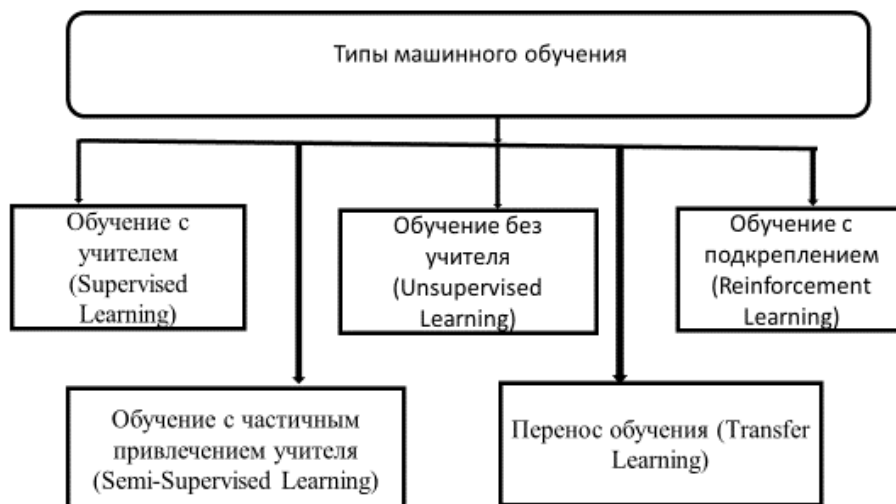 Типы машинного обучения
Обучение с
учителем
(Supervised
Learning)
Обучение без
учителя
(Unsupervised
Learning)
Обучение с
подкреплением
(Reinforcement
Learning)
Обучение с частичным
привлечением учителя
(Semi-Supervised Learning)
Перенос обучения (Transfer
Learning)